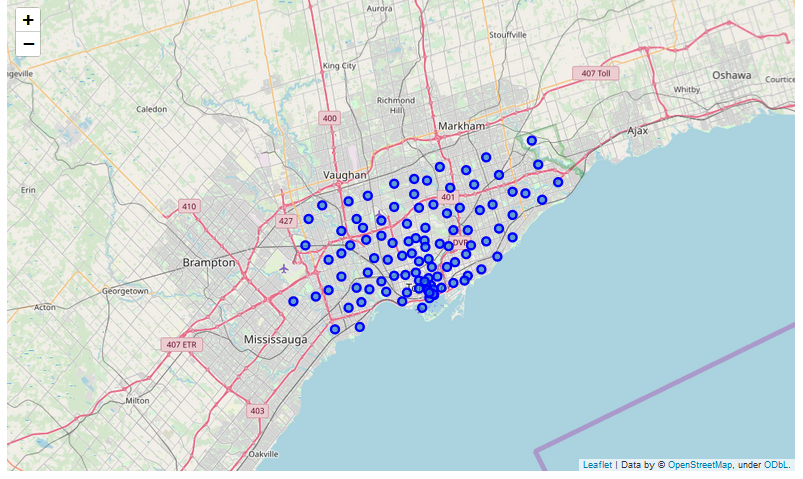 +
−
Aurora
Stouffville
ngeville
King City
407 Toll
Oshawa
Courtice
Whitby
Caledon
Richmond
Hill
400
Markham
Ajax
Vaughan
Erin
401
410
427
DVP
Brampton
Georgetown
Acton
Mississauga
407 ETR
Milton
403
Oakville
Leaflet | Data by © OpenStreetMap, under ODbL.